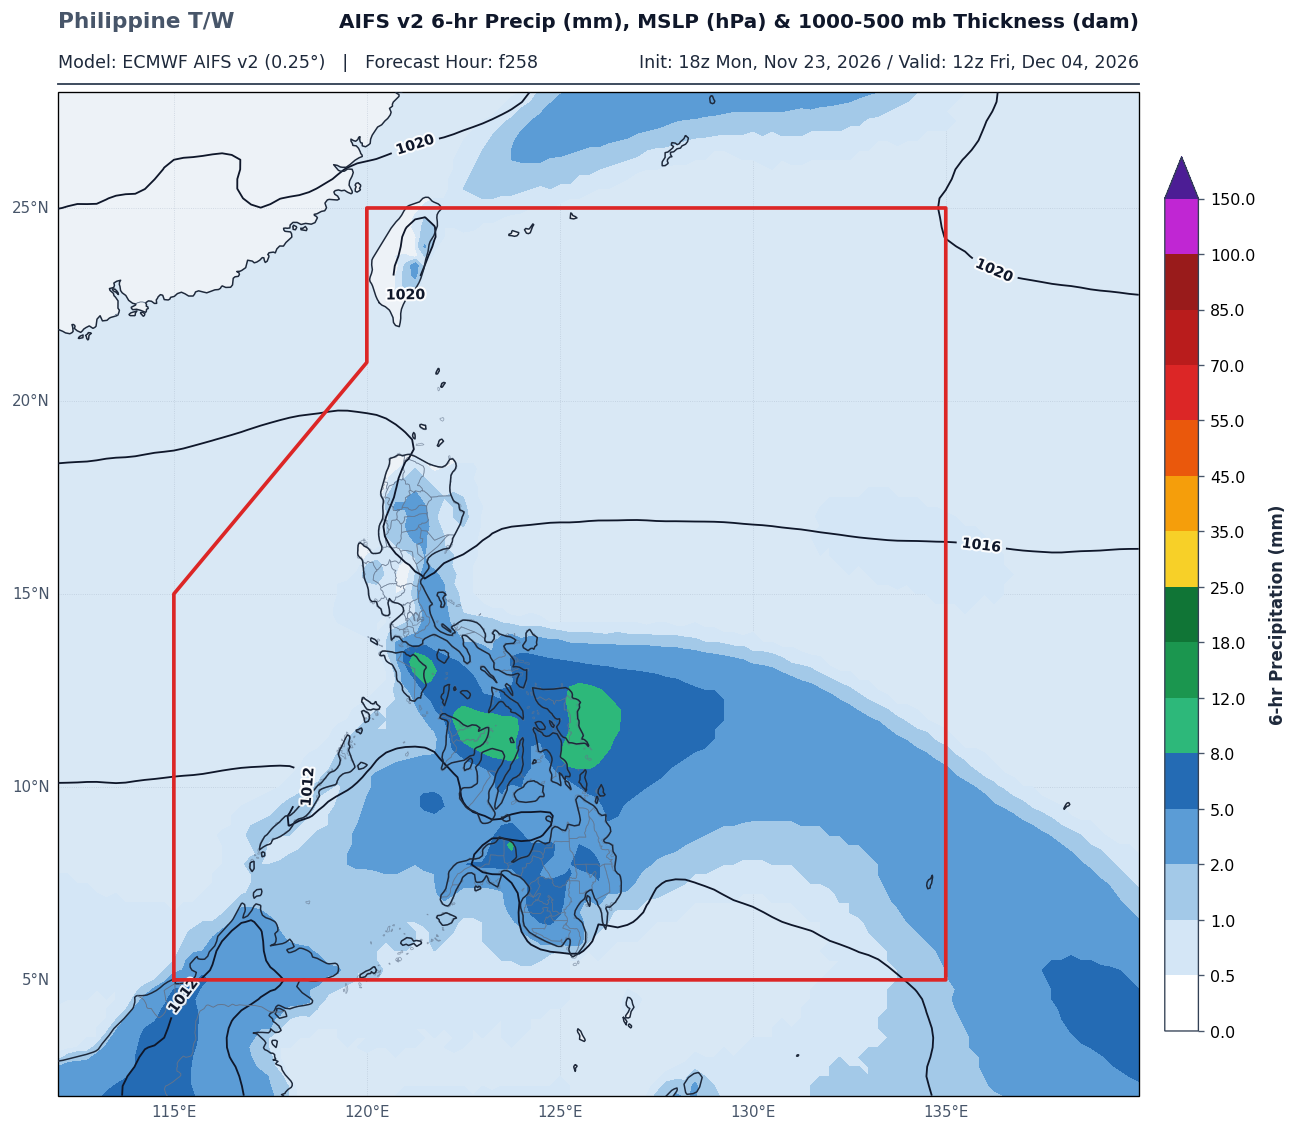 Philippine T/W
AIFS v2 6-hr Precip (mm), MSLP (hPa) & 1000-500 mb Thickness (dam)
Model: ECMWF AIFS v2 (0.25°) | Forecast Hour: f258
Init: 18z Mon, Nov 23, 2026 / Valid: 12z Fri, Dec 04, 2026
1020
25°N
1020
1020
20°N
1016
15°N
1012
10°N
1012
5°N
115°E
120°E
125°E
130°E
135°E
150.0
100.0
85.0
70.0
55.0
45.0
35.0
25.0
18.0
12.0
8.0
5.0
2.0
1.0
0.5
0.0
6-hr Precipitation (mm)